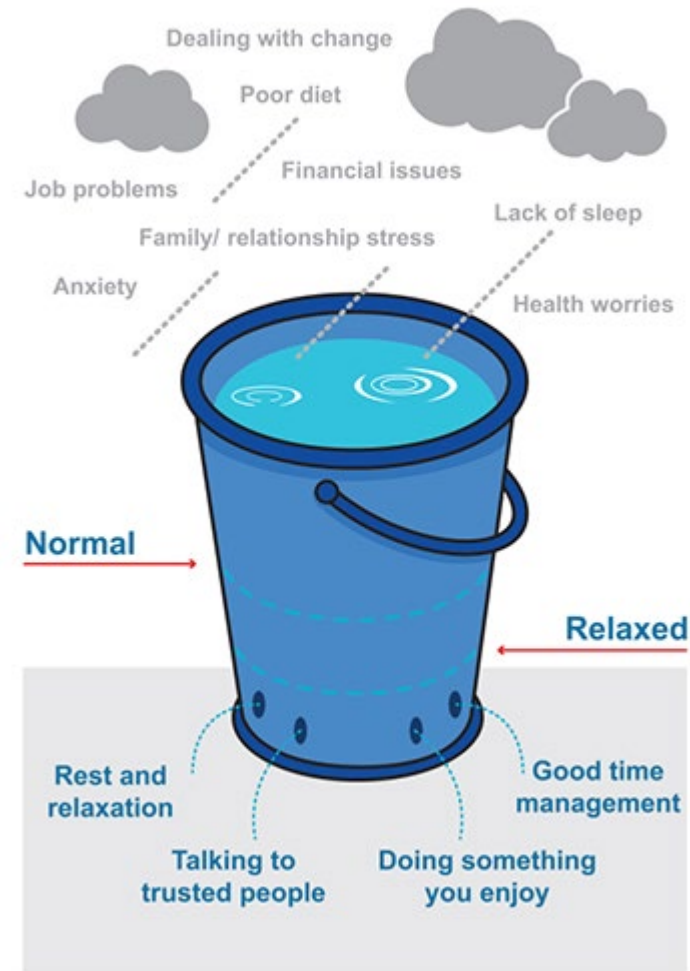 Dealing with change
Poor diet
Financial issues
Job problems
Lack of sleep
Family/ relationship stress
Anxiety
Health worries
Normal
Relaxed
Rest and
relaxation
Good time
management
Talking to
trusted people
Doing something
you enjoy